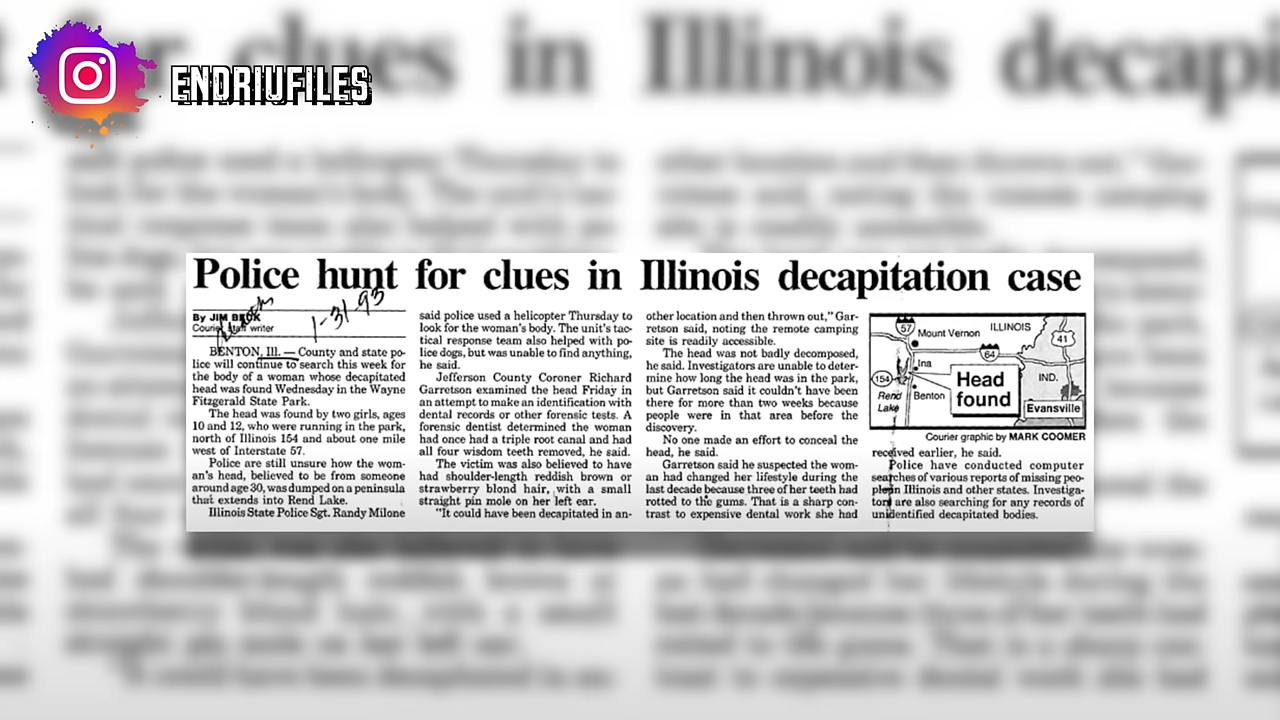 ENDRIUFILES
Police hunt for clues in Illinois decapitation case
By JIM BECK
Courier staff writer
1-31-93
BENTON, Ill. — County and state po-
lice will continue to search this week for
the body of a woman whose decapitated
head was found Wednesday in the Wayne
Fitzgerald State Park.
The head was found by two girls, ages
10 and 12, who were running in the park,
north of Illinois 154 and about one mile
west of Interstate 57.
Police are still unsure how the wom-
an's head, believed to be from someone
around age 30, was dumped on a peninsula
that extends into Rend Lake.
Illinois State Police Sgt. Randy Milone
said police used a helicopter Thursday to
look for the woman's body. The unit's tac-
tical response team also helped with po-
lice dogs, but was unable to find anything,
he said.
Jefferson County Coroner Richard
Garretson examined the head Friday in
an attempt to make an identification with
dental records or other forensic tests. A
forensic dentist determined the woman
had once had a triple root canal and had
all four wisdom teeth removed, he said.
The victim was also believed to have
had shoulder-length reddish brown or
strawberry blond hair, with a small
straight pin mole on her left ear.
"It could have been decapitated in an-
other location and then thrown out," Gar-
retson said, noting the remote camping
site is readily accessible.
The head was not badly decomposed,
he said. Investigators are unable to deter-
mine how long the head was in the park,
but Garretson said it couldn't have been
there for more than two weeks because
people were in that area before the
discovery.
No one made an effort to conceal the
head, he said.
Garretson said he suspected the wom-
an had changed her lifestyle during the
last decade because three of her teeth had
rotted to the gums. That is a sharp con-
trast to expensive dental work she had
57
Mount Vernon
ILLINOIS
41
64
Ina
IND.
154
Head
found
Rend
Lake
Benton
Evansville
Courier graphic by MARK COOMER
received earlier, he said.
Police have conducted computer
searches of various reports of missing peo-
ple in Illinois and other states. Investiga-
tors are also searching for any records of
unidentified decapitated bodies.